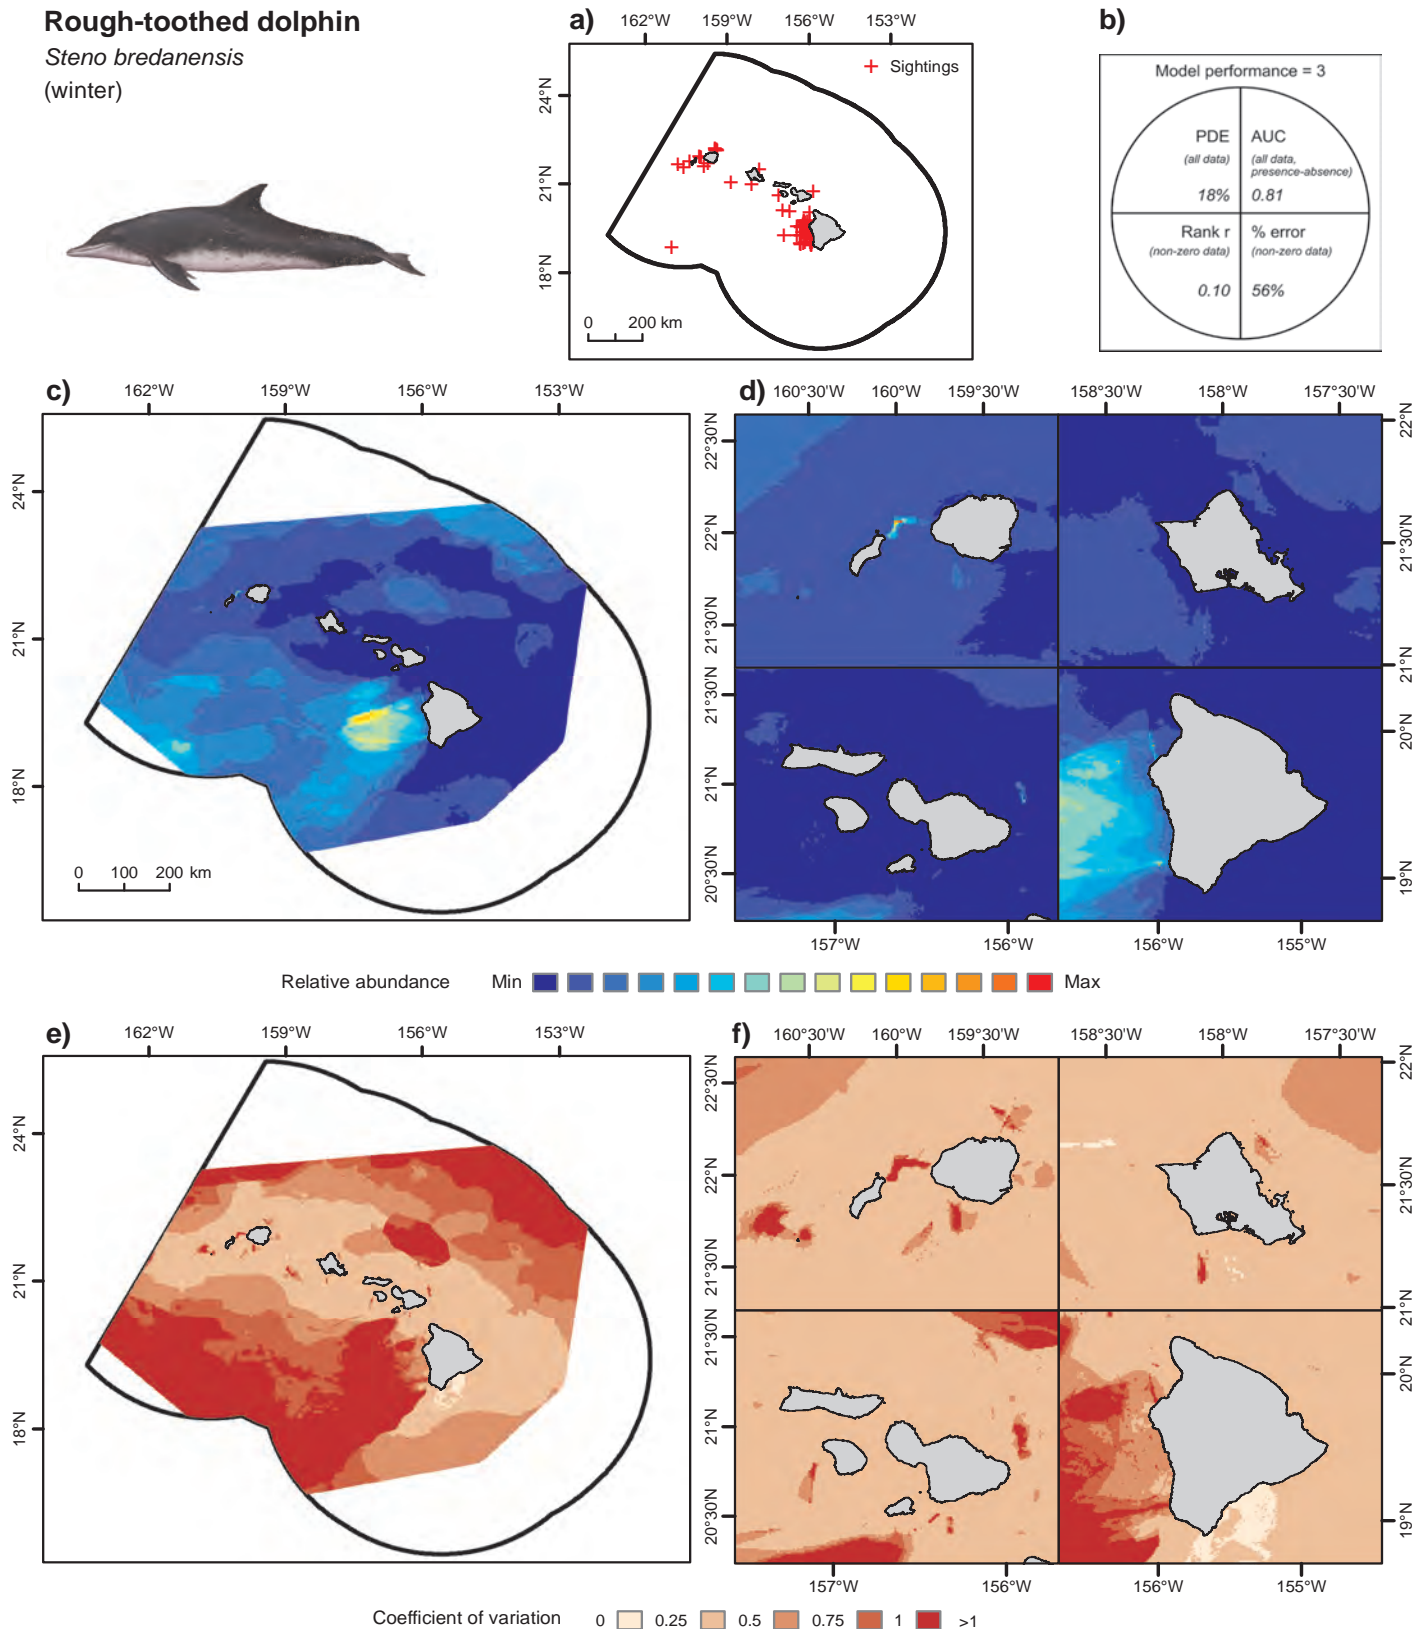 Rough-toothed dolphin
Steno bredanensis
(winter)
a)
162°W 159°W 156°W 153°W
24°N
21°N
18°N
Sightings
0 200 km
b)
Model performance = 3
PDE
(all data)
18%
AUC
(all data,
presence-absence)
0.81
Rank r
(non-zero data)
0.10
% error
(non-zero data)
56%
c)
162°W 159°W 156°W 153°W
24°N
21°N
18°N
0 100 200 km
d)
160°30'W 160°W 159°30'W 158°30'W 158°W 157°30'W
22°30'N
22°N
21°30'N
22°N
21°30'N
21°N
21°30'N
21°N
20°30'N
20°N
19°N
157°W 156°W 156°W 155°W
Relative abundance Min Max
e)
162°W 159°W 156°W 153°W
24°N
21°N
18°N
f)
160°30'W 160°W 159°30'W 158°30'W 158°W 157°30'W
22°30'N
22°N
21°30'N
22°N
21°30'N
21°N
21°30'N
21°N
20°30'N
20°N
19°N
157°W 156°W 156°W 155°W
Coefficient of variation 0 0.25 0.5 0.75 1 >1